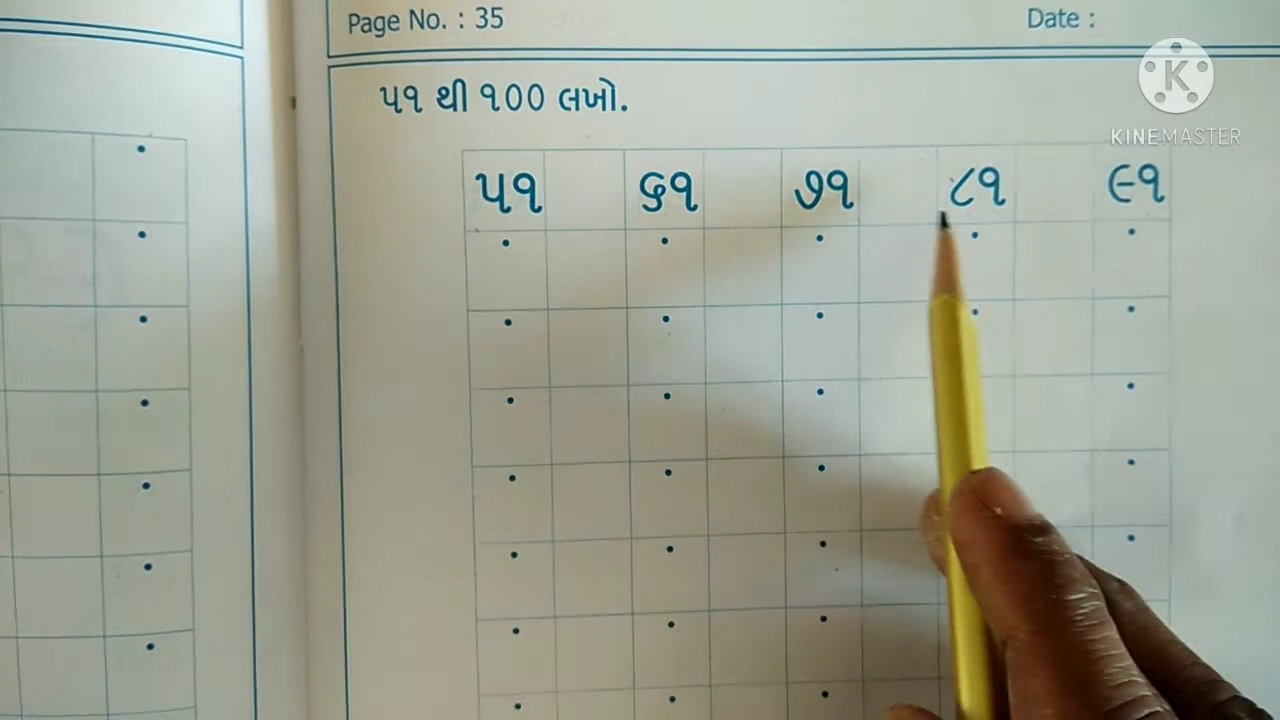 Page No. : 35 Date :
૫૧ થી ૧૦૦ લખો.
૫૧ ૬૧ ૭૧ ૮૧ ૯૧
KINEMASTER